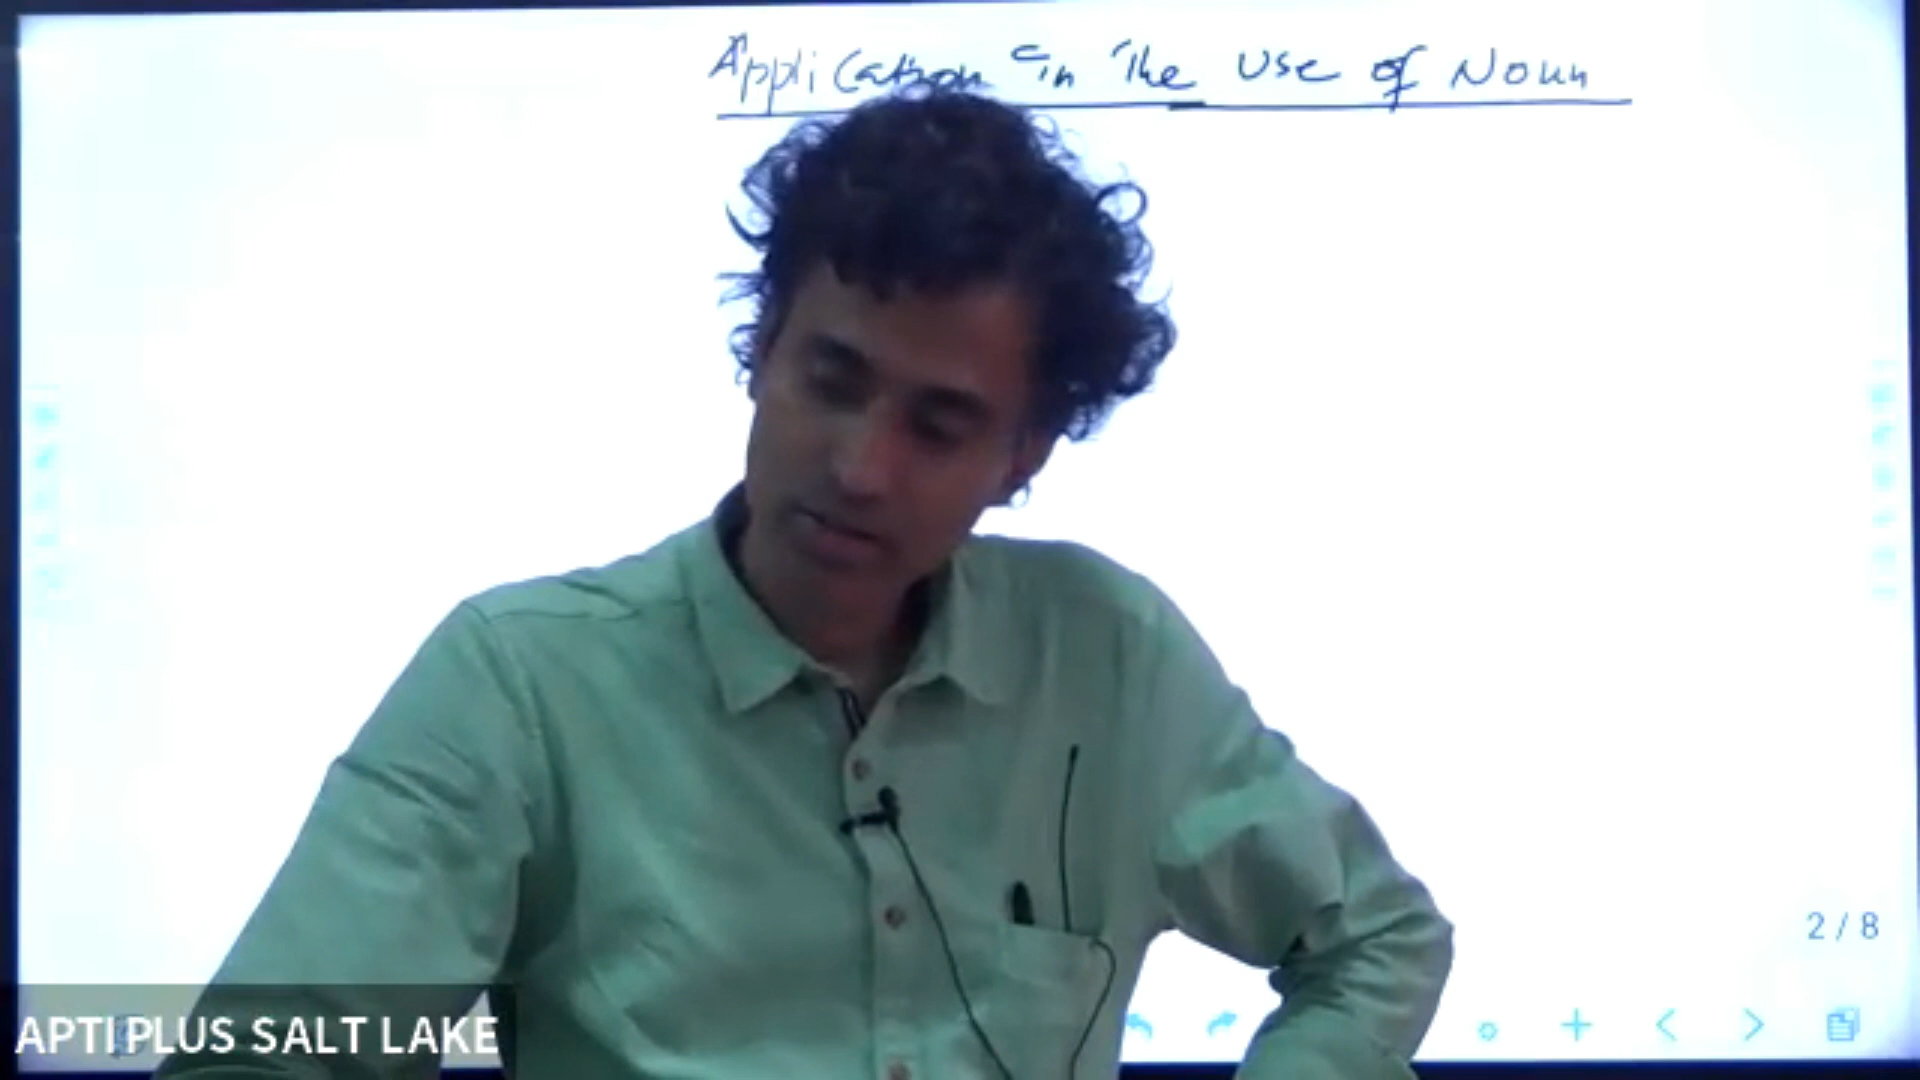 Application in The Use of Noun
2 / 8
APTI PLUS SALT LAKE